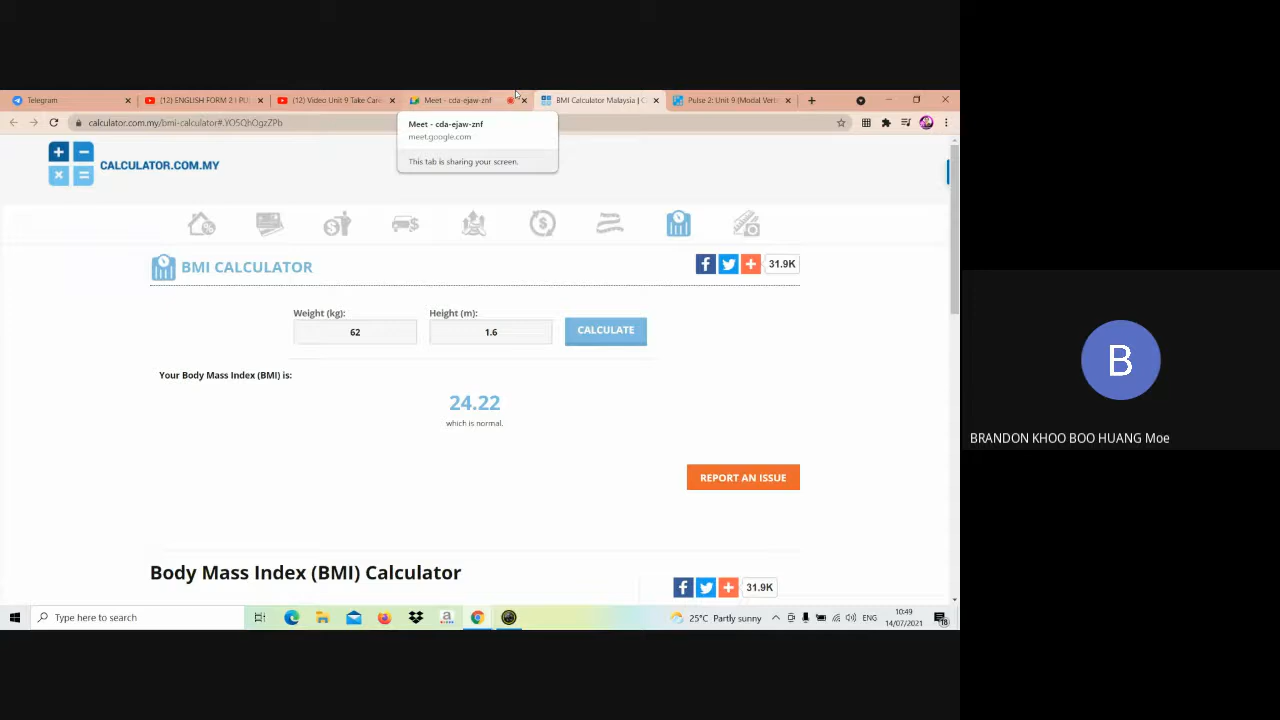 Telegram
(12) ENGLISH FORM 2 I PU
(12) Video Unit 9 Take Care
Meet - cda-ejaw-znf
BMI Calculator Malaysia | C
Pulse 2: Unit 9 (Modal Verb
calculator.com.my/bmi-calculator#.YO5QhOgzZPb
Meet - cda-ejaw-znf
meet.google.com
This tab is sharing your screen.
CALCULATOR.COM.MY
BMI CALCULATOR
31.9K
Weight (kg):
Height (m):
62
1.6
CALCULATE
Your Body Mass Index (BMI) is:
24.22
which is normal.
REPORT AN ISSUE
Body Mass Index (BMI) Calculator
31.9K
B
BRANDON KHOO BOO HUANG Moe
Type here to search
25°C Partly sunny
ENG
10:49
14/07/2021
18